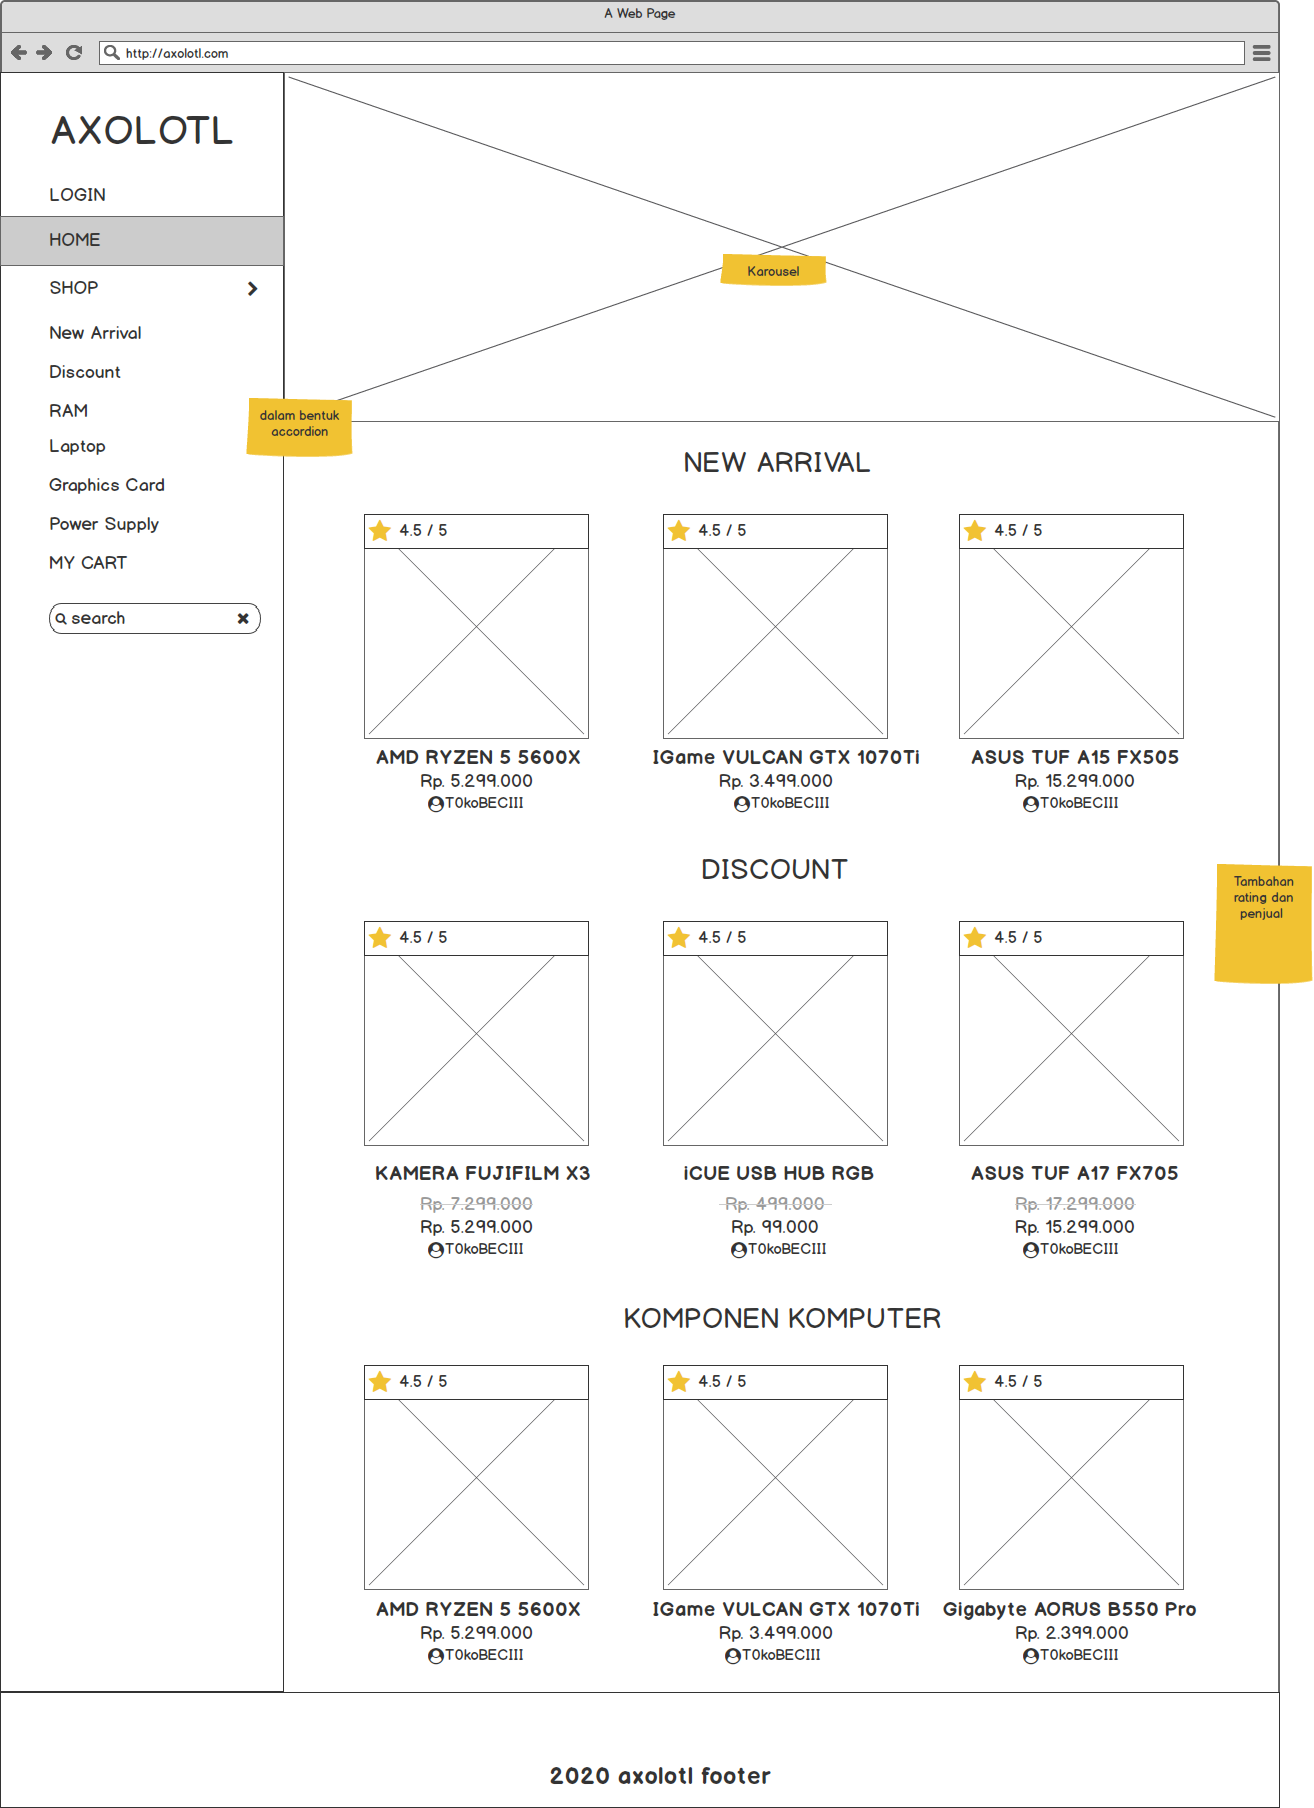 A Web Page
http://axolotl.com
AXOLOTL
LOGIN
HOME
SHOP
New Arrival
Discount
RAM
Laptop
Graphics Card
Power Supply
MY CART
search
dalam bentuk
accordion
Karousel
NEW ARRIVAL
4.5 / 5
4.5 / 5
4.5 / 5
AMD RYZEN 5 5600X
IGame VULCAN GTX 1070Ti
ASUS TUF A15 FX505
Rp. 5.299.000
Rp. 3.499.000
Rp. 15.299.000
T0koBECIII
T0koBECIII
T0koBECIII
DISCOUNT
Tambahan
rating dan
penjual
4.5 / 5
4.5 / 5
4.5 / 5
KAMERA FUJIFILM X3
iCUE USB HUB RGB
ASUS TUF A17 FX705
Rp. 7.299.000
Rp. 499.000
Rp. 17.299.000
Rp. 5.299.000
Rp. 99.000
Rp. 15.299.000
T0koBECIII
T0koBECIII
T0koBECIII
KOMPONEN KOMPUTER
4.5 / 5
4.5 / 5
4.5 / 5
AMD RYZEN 5 5600X
IGame VULCAN GTX 1070Ti
Gigabyte AORUS B550 Pro
Rp. 5.299.000
Rp. 3.499.000
Rp. 2.399.000
T0koBECIII
T0koBECIII
T0koBECIII
2020 axolotl footer